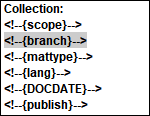 Collection:
<!--{scope}-->
<!--{branch}-->
<!--{mattype}-->
<!--{lang}-->
<!--{DOCDATE}-->
<!--{publish}-->